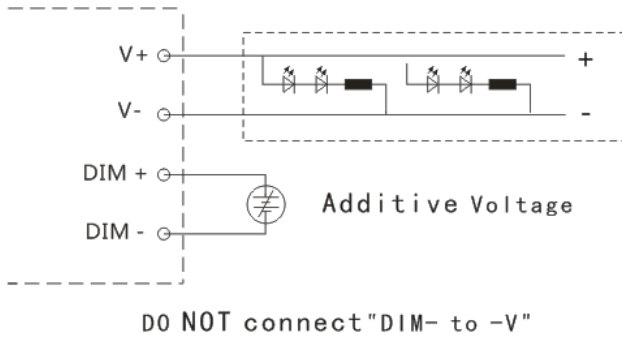 V+
+
V-
-
DIM +
Additive Voltage
DIM -
DO NOT connect"DIM- to -V"